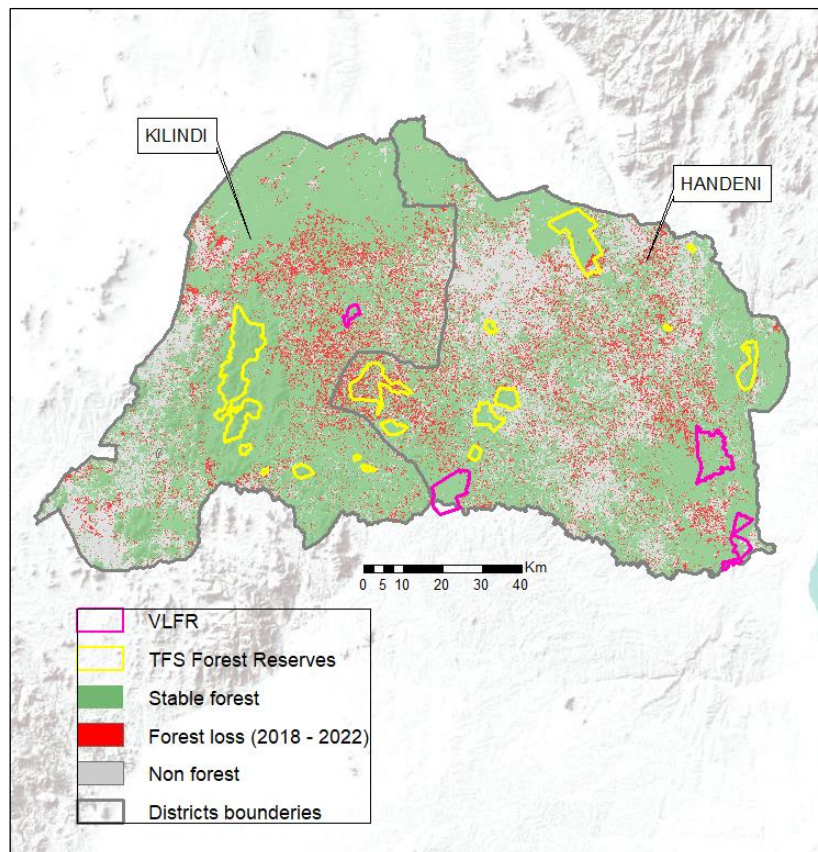 KILINDI
HANDENI
Km
0 5 10 20 30 40
VLFR
TFS Forest Reserves
Stable forest
Forest loss (2018 - 2022)
Non forest
Districts bounderies